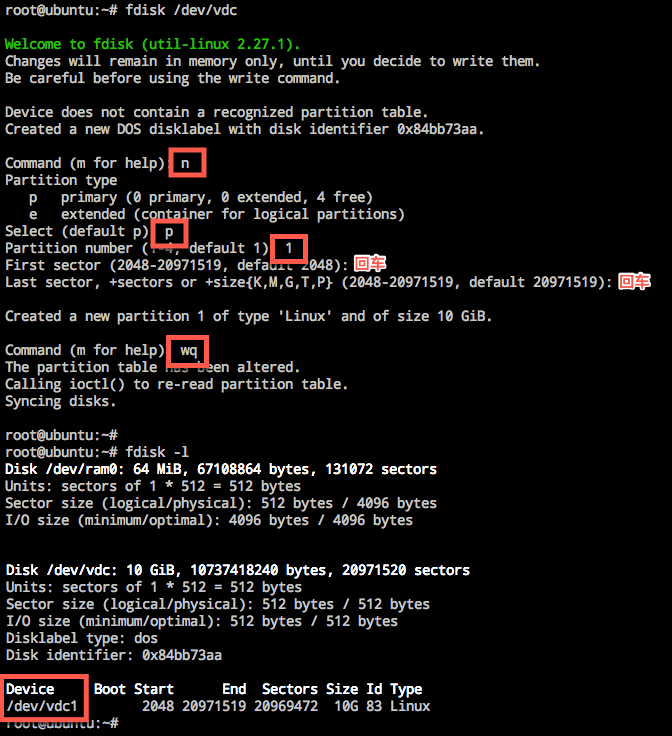 root@ubuntu:~# fdisk /dev/vdc
Welcome to fdisk (util-linux 2.27.1).
Changes will remain in memory only, until you decide to write them.
Be careful before using the write command.
Device does not contain a recognized partition table.
Created a new DOS disklabel with disk identifier 0x84bb73aa.
Command (m for help) n
Partition type
p primary (0 primary, 0 extended, 4 free)
e extended (container for logical partitions)
Select (default p) p
Partition number (1-4, default 1) 1
First sector (2048-20971519, default 2048): 回车
Last sector, +sectors or +size{K,M,G,T,P} (2048-20971519, default 20971519): 回车
Created a new partition 1 of type 'Linux' and of size 10 GiB.
Command (m for help) wq
The partition table has been altered.
Calling ioctl() to re-read partition table.
Syncing disks.
root@ubuntu:~#
root@ubuntu:~# fdisk -l
Disk /dev/ram0: 64 MiB, 67108864 bytes, 131072 sectors
Units: sectors of 1 * 512 = 512 bytes
Sector size (logical/physical): 512 bytes / 4096 bytes
I/O size (minimum/optimal): 4096 bytes / 4096 bytes
Disk /dev/vdc: 10 GiB, 10737418240 bytes, 20971520 sectors
Units: sectors of 1 * 512 = 512 bytes
Sector size (logical/physical): 512 bytes / 512 bytes
I/O size (minimum/optimal): 512 bytes / 512 bytes
Disklabel type: dos
Disk identifier: 0x84bb73aa
Device Boot Start End Sectors Size Id Type
/dev/vdc1 2048 20971519 20969472 10G 83 Linux
root@ubuntu:~#